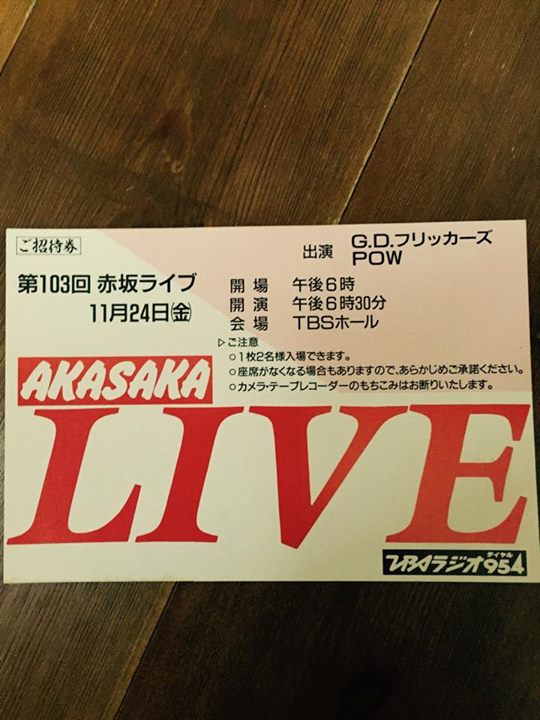 ご招待券
出演 G.D.フリッカーズ
POW
第103回 赤坂ライブ
11月24日㈮
開場 午後6時
開演 午後6時30分
会場 TBSホール
▷ご注意
○1枚2名様入場できます。
○座席がなくなる場合もありますので、あらかじめご承諾ください。
○カメラ・テープレコーダーのもちこみはお断りいたします。
AKASAKA
LIVE
TBSラジオ ダイヤル 954